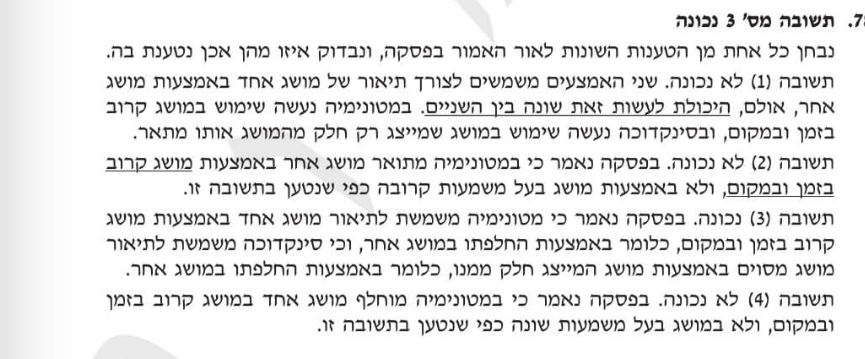 7. תשובה מס' 3 נכונה
נבחן כל אחת מן הטענות השונות לאור האמור בפסקה, ונבדוק איזו מהן אכן נטענת בה.
תשובה (1) לא נכונה. שני האמצעים משמשים לצורך תיאור של מושג אחד באמצעות מושג
אחר, אולם, היכולת לעשות זאת שונה בין השניים. במטונימיה נעשה שימוש במושג קרוב
בזמן ובמקום, ובסינקדוכה נעשה שימוש במושג שמייצג רק חלק מהמושג אותו מתאר.
תשובה (2) לא נכונה. בפסקה נאמר כי במטונימיה מתואר מושג אחר באמצעות מושג קרוב
בזמן ובמקום, ולא באמצעות מושג בעל משמעות קרובה כפי שנטען בתשובה זו.
תשובה (3) נכונה. בפסקה נאמר כי מטונימיה משמשת לתיאור מושג אחד באמצעות מושג
קרוב בזמן ובמקום, כלומר באמצעות החלפתו במושג אחר, וכי סינקדוכה משמשת לתיאור
מושג מסוים באמצעות מושג המייצג חלק ממנו, כלומר באמצעות החלפתו במושג אחר.
תשובה (4) לא נכונה. בפסקה נאמר כי במטונימיה מוחלף מושג אחד במושג קרוב בזמן
ובמקום, ולא במושג בעל משמעות שונה כפי שנטען בתשובה זו.